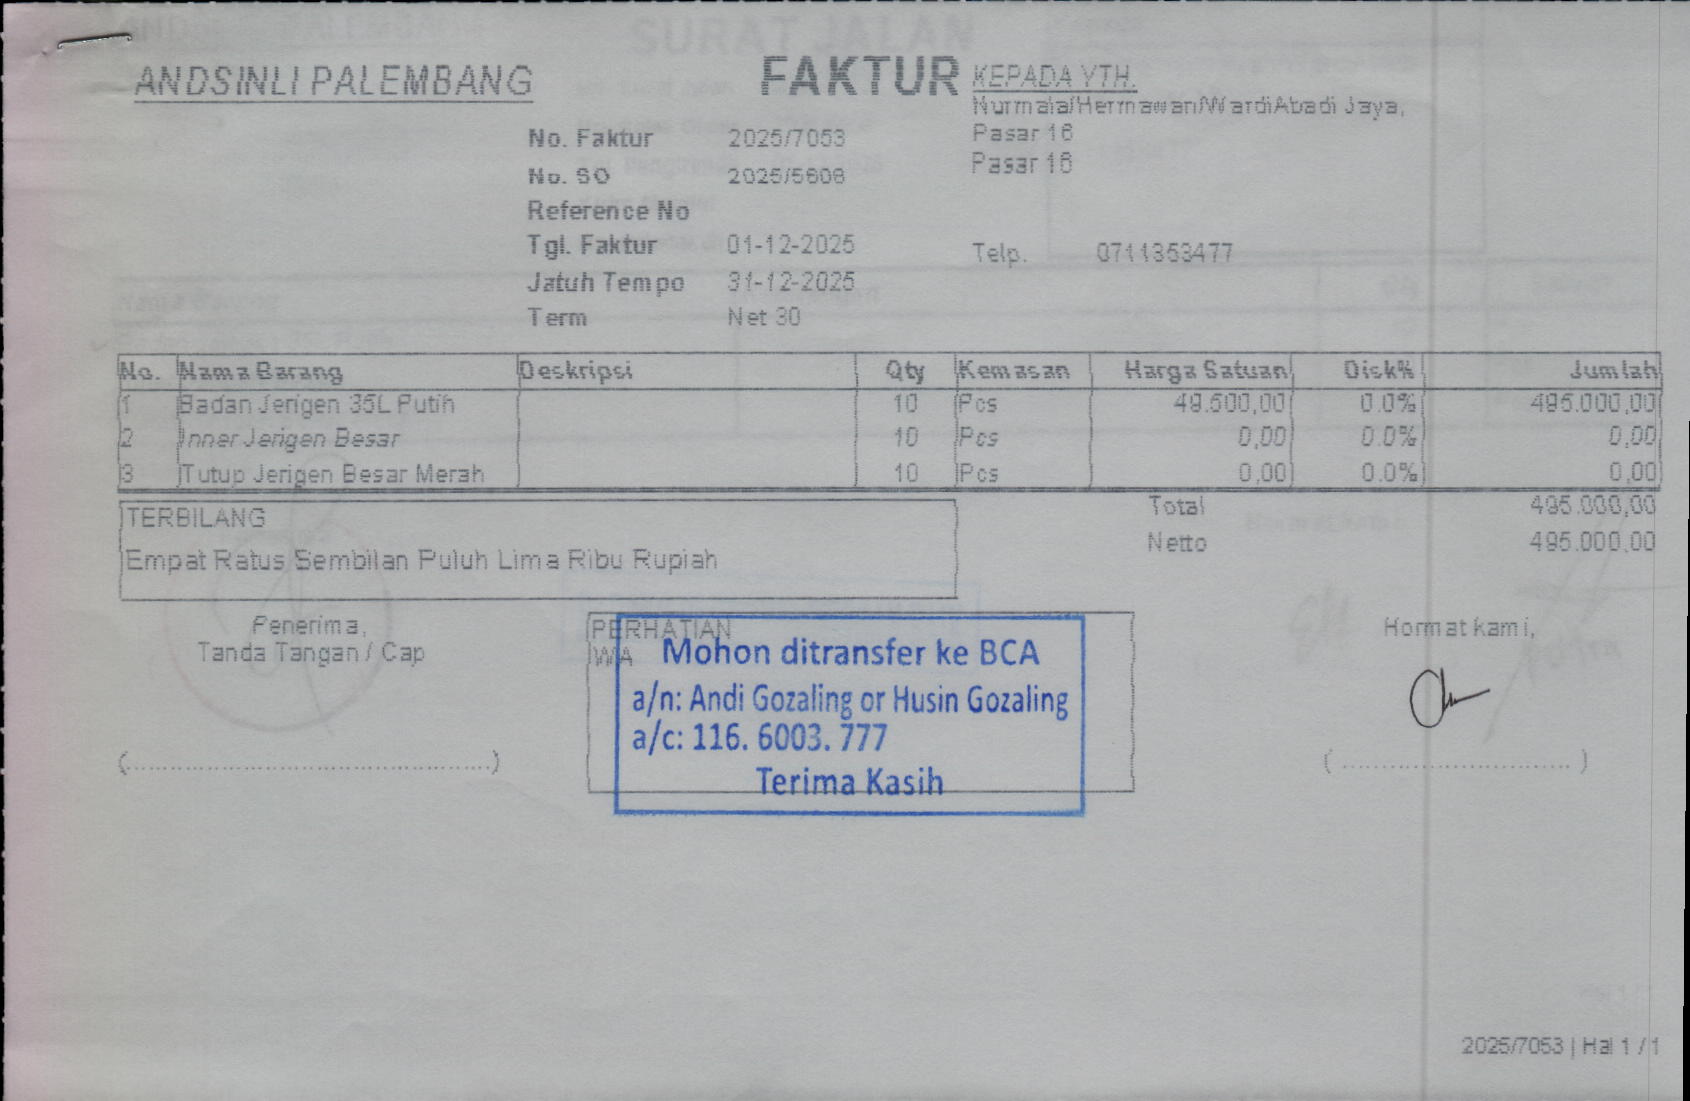 ANDSINLI PALEMBANG
FAKTUR
KEPADA YTH.
Nurmala/Hermawan/WardiAbadi Jaya,
Pasar 16
Pasar 16
No. Faktur 2025/7053
No. SO 2025/5608
Reference No
Tgl. Faktur 01-12-2025
Jatuh Tempo 31-12-2025
Term Net 30
Telp. 0711353477
No. Nama Barang Deskripsi Qty Kemasan Harga Satuan Disk% Jumlah
1 Badan Jerigen 35L Putih 10 Pcs 49.500,00 0.0% 495.000,00
2 Inner Jerigen Besar 10 Pcs 0,00 0.0% 0,00
3 Tutup Jerigen Besar Merah 10 Pcs 0,00 0.0% 0,00
Total 495.000,00
Netto 495.000,00
TERBILANG
Empat Ratus Sembilan Puluh Lima Ribu Rupiah
Penerima,
Tanda Tangan / Cap
(............................................)
PERHATIAN
WA
Mohon ditransfer ke BCA
a/n: Andi Gozaling or Husin Gozaling
a/c: 116. 6003. 777
Terima Kasih
Hormat kami,
(............................)
2025/7053 | Hal 1 / 1
SURAT JALAN